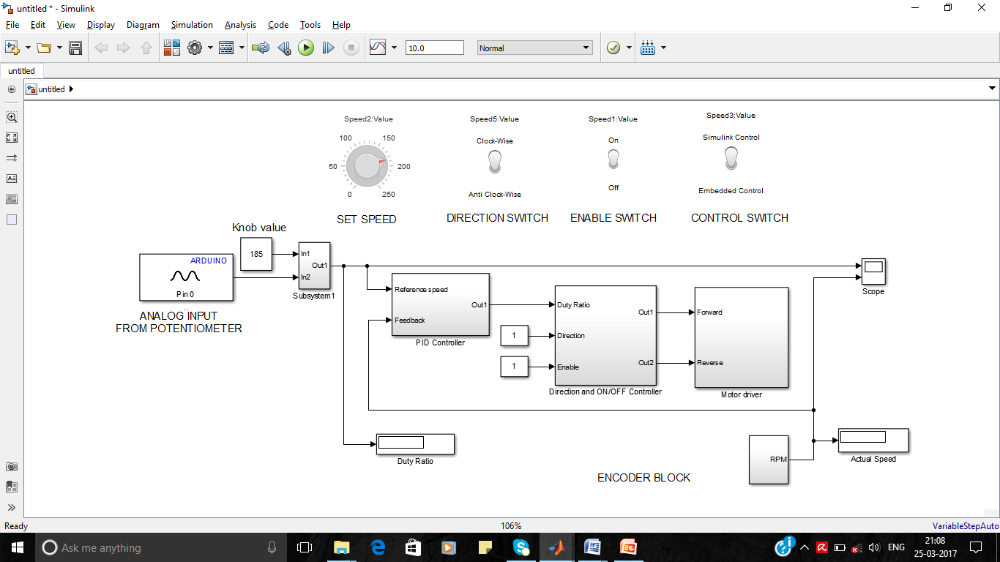 untitled * - Simulink
File Edit View Display Diagram Simulation Analysis Code Tools Help
10.0 Normal
untitled
untitled
Speed2:Value Speed5:Value Speed1:Value Speed3:Value
100 150 Clock-Wise On Simulink Control
50 200
0 250 Anti Clock-Wise Off Embedded Control
SET SPEED DIRECTION SWITCH ENABLE SWITCH CONTROL SWITCH
Knob value
185
In1
Out1
In2
Subsystem1
ARDUINO
Pin 0
ANALOG INPUT
FROM POTENTIOMETER
Reference speed
Out1
Feedback
PID Controller
1
1
Duty Ratio
Out1
Direction
Out2
Enable
Direction and ON/OFF Controller
Forward
Reverse
Motor driver
Scope
Duty Ratio
RPM
Actual Speed
ENCODER BLOCK
Ready 106% VariableStepAuto
Ask me anything
ENG
21:08
25-03-2017